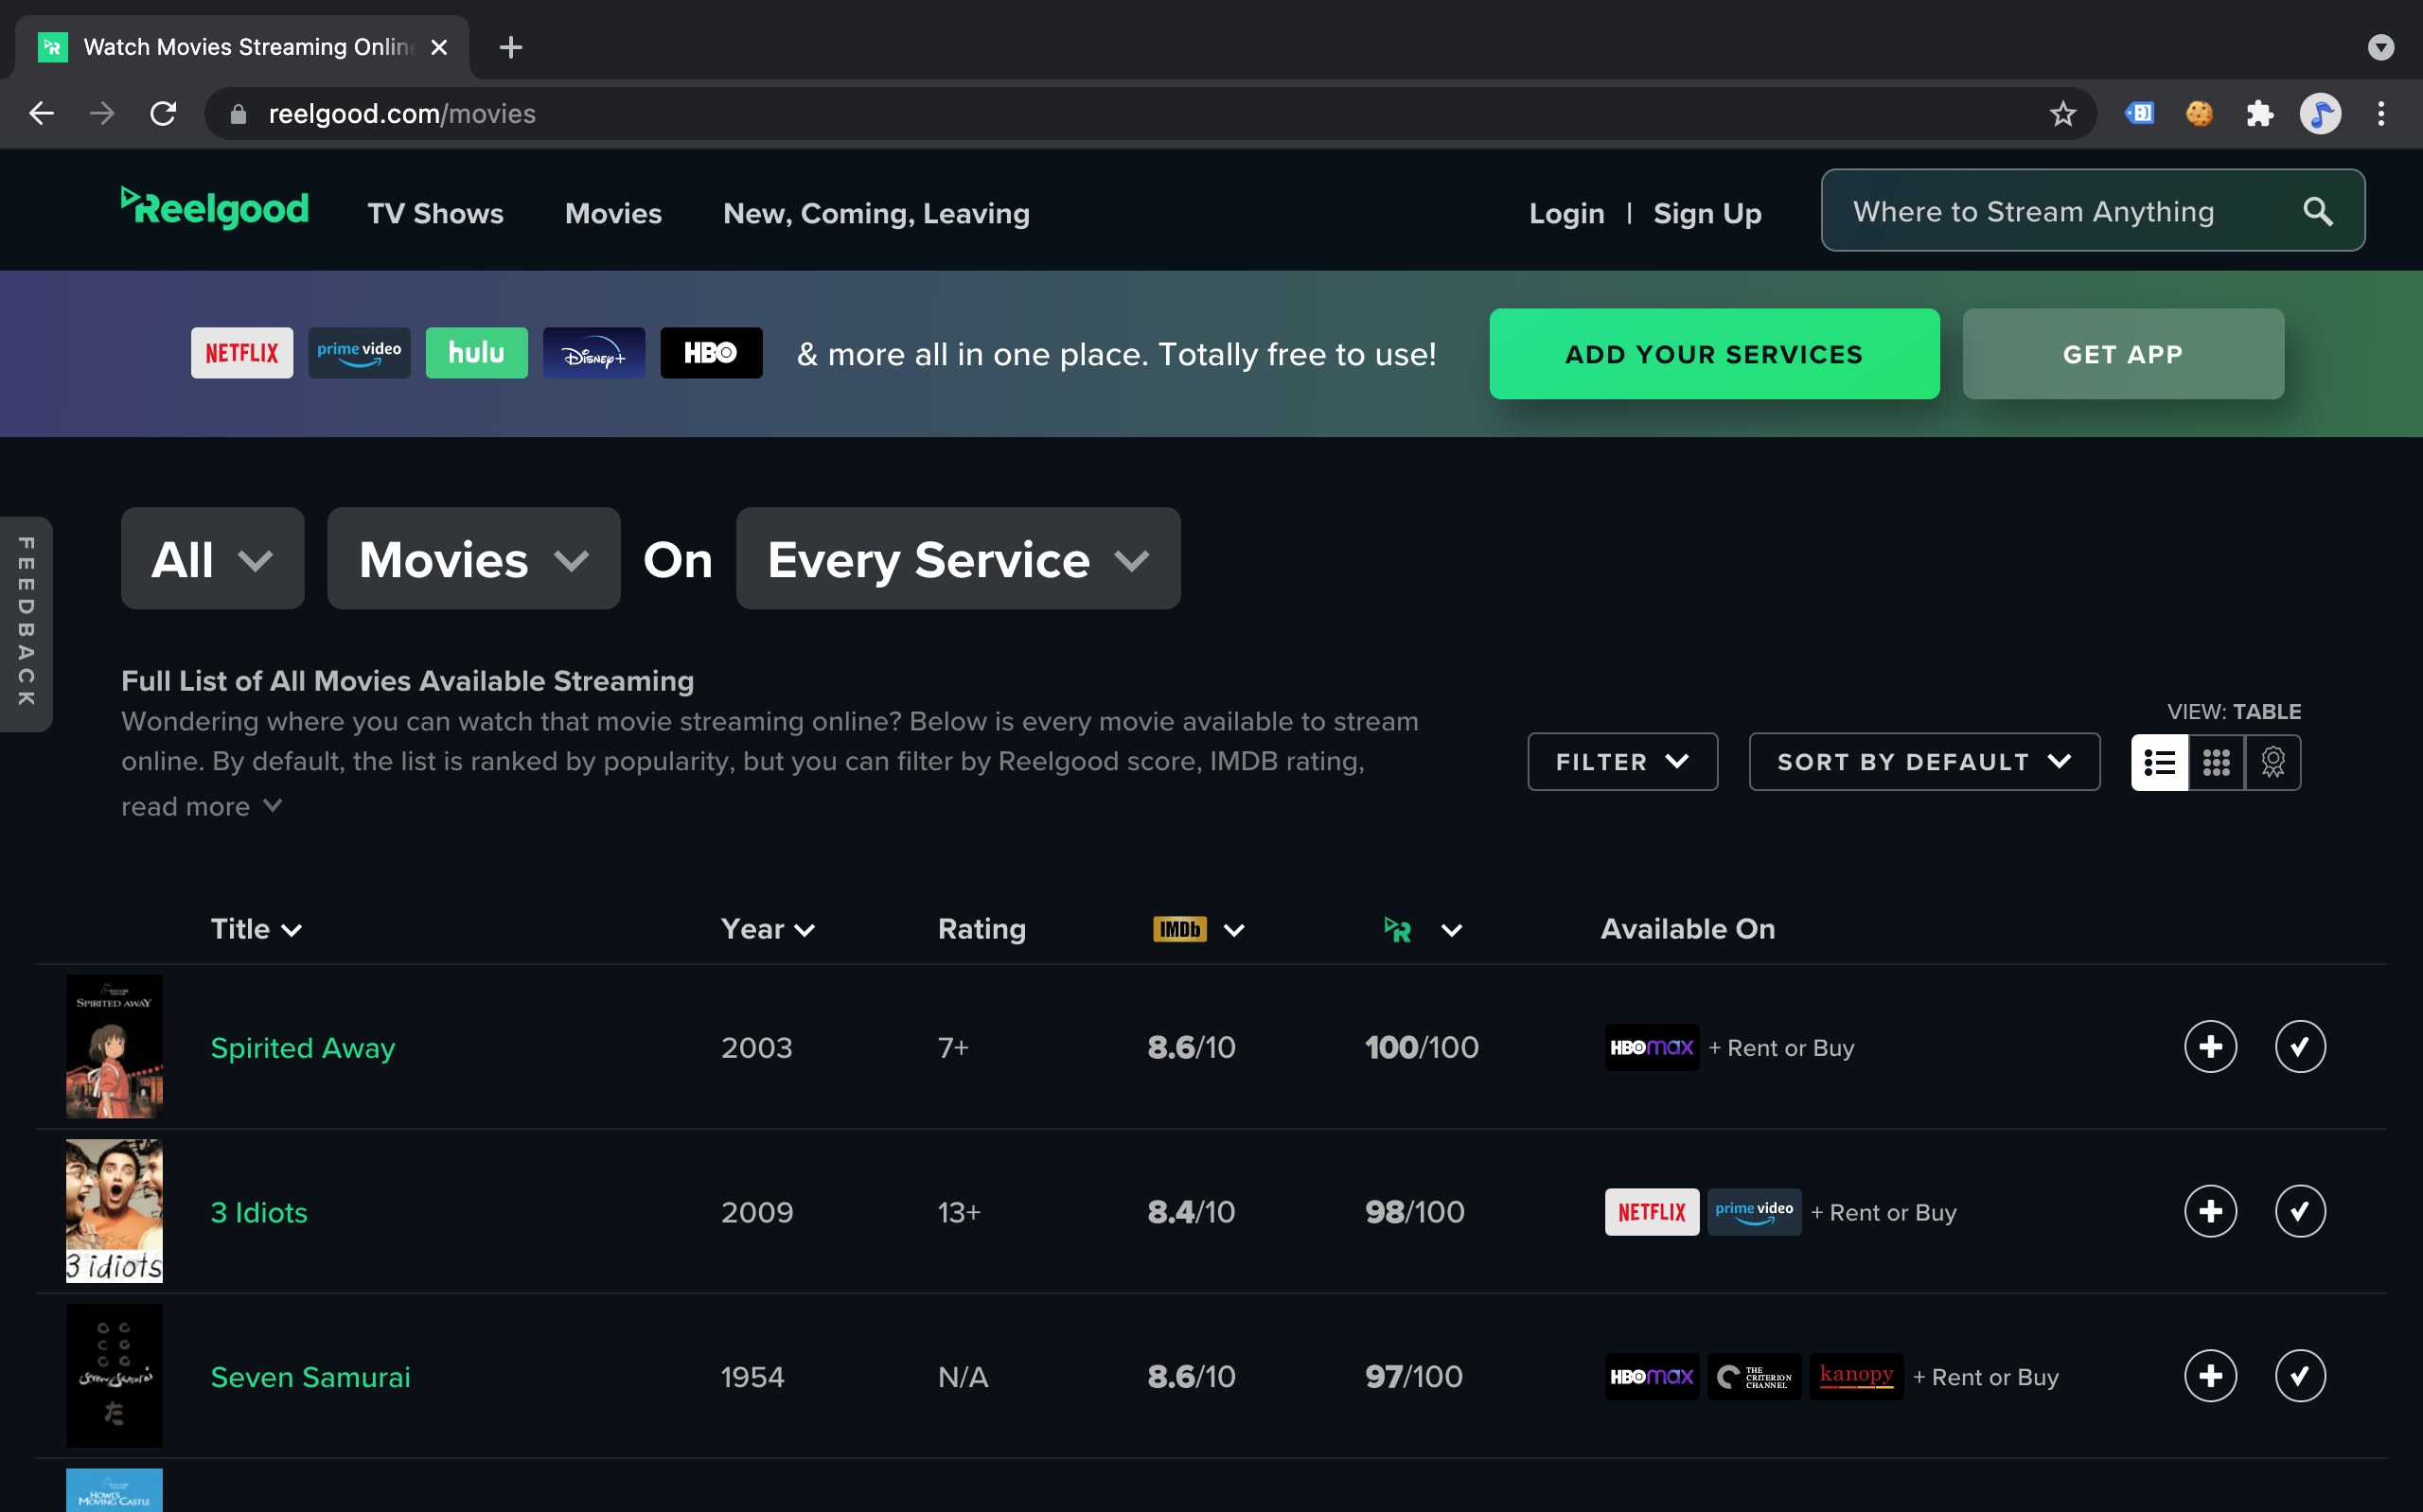 Watch Movies Streaming Online
reelgood.com/movies
Reelgood
TV Shows
Movies
New, Coming, Leaving
Login | Sign Up
Where to Stream Anything
NETFLIX
prime video
hulu
Disney+
HBO
& more all in one place. Totally free to use!
ADD YOUR SERVICES
GET APP
FEEDBACK
All
Movies
On
Every Service
Full List of All Movies Available Streaming
Wondering where you can watch that movie streaming online? Below is every movie available to stream
online. By default, the list is ranked by popularity, but you can filter by Reelgood score, IMDB rating,
read more
FILTER
SORT BY DEFAULT
VIEW: TABLE
Title
Year
Rating
IMDb
R
Available On
SPIRITED AWAY
Spirited Away
2003
7+
8.6/10
100/100
HBOMAX
+ Rent or Buy
3 idiots
3 Idiots
2009
13+
8.4/10
98/100
NETFLIX
prime video
+ Rent or Buy
Seven Samurai
た
Seven Samurai
1954
N/A
8.6/10
97/100
HBOMAX
THE CRITERION CHANNEL
kanopy
+ Rent or Buy
HOWL'S
MOVING CASTLE